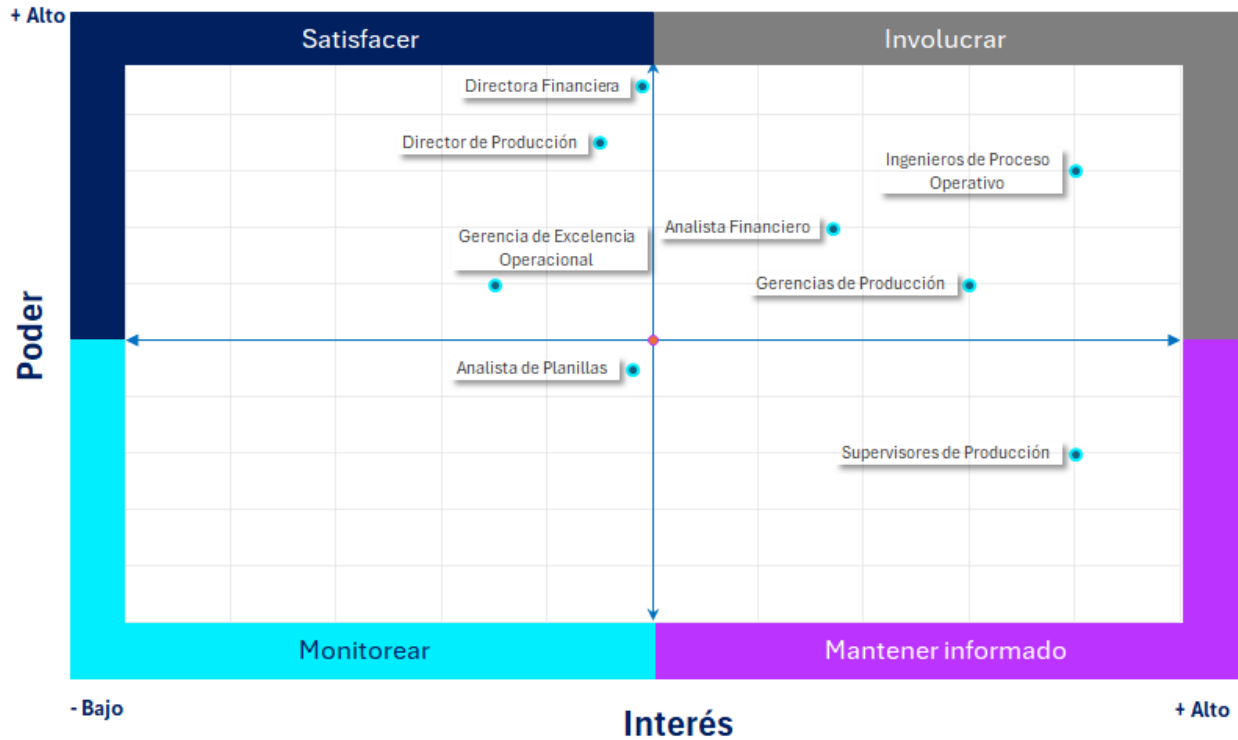 + Alto
Satisfacer
Involucrar
Directora Financiera
Director de Producción
Ingenieros de Proceso
Operativo
Analista Financiero
Gerencia de Excelencia
Operacional
Gerencias de Producción
Poder
Analista de Planillas
Supervisores de Producción
Monitorear
Mantener informado
- Bajo
Interés
+ Alto